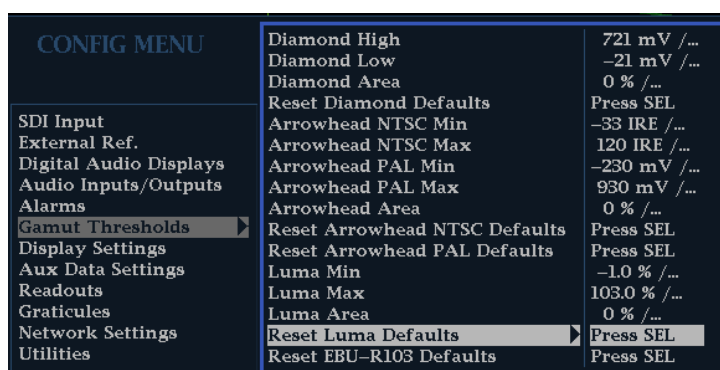 CONFIG MENU
SDI Input
External Ref.
Digital Audio Displays
Audio Inputs/Outputs
Alarms
Gamut Thresholds
Display Settings
Aux Data Settings
Readouts
Graticules
Network Settings
Utilities
Diamond High 721 mV /...
Diamond Low –21 mV /...
Diamond Area 0 % /...
Reset Diamond Defaults Press SEL
Arrowhead NTSC Min –33 IRE /...
Arrowhead NTSC Max 120 IRE /...
Arrowhead PAL Min –230 mV /...
Arrowhead PAL Max 930 mV /...
Arrowhead Area 0 % /...
Reset Arrowhead NTSC Defaults Press SEL
Reset Arrowhead PAL Defaults Press SEL
Luma Min –1.0 % /...
Luma Max 103.0 % /...
Luma Area 0 % /...
Reset Luma Defaults Press SEL
Reset EBU–R103 Defaults Press SEL